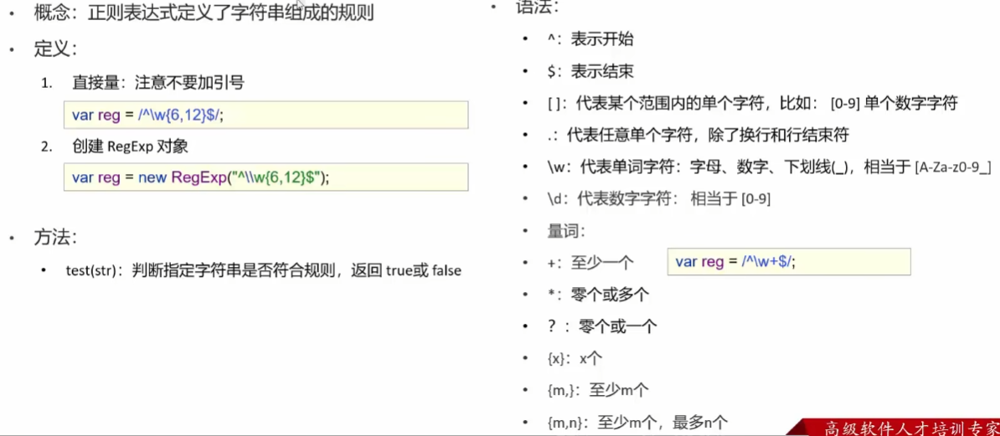 概念：正则表达式定义了字符串组成的规则
定义：
1. 直接量：注意不要加引号
var reg = /^\w{6,12}$/;
2. 创建 RegExp 对象
var reg = new RegExp("^\\w{6,12}$");
方法：
test(str)：判断指定字符串是否符合规则，返回 true或 false
语法：
^：表示开始
$：表示结束
[ ]：代表某个范围内的单个字符，比如： [0-9] 单个数字字符
.：代表任意单个字符，除了换行和行结束符
\w：代表单词字符：字母、数字、下划线(_)，相当于 [A-Za-z0-9_]
\d：代表数字字符： 相当于 [0-9]
量词：
+：至少一个
var reg = /^\w+$/;
*：零个或多个
？：零个或一个
{x}：x个
{m,}：至少m个
{m,n}：至少m个，最多n个
高级软件人才培训专家